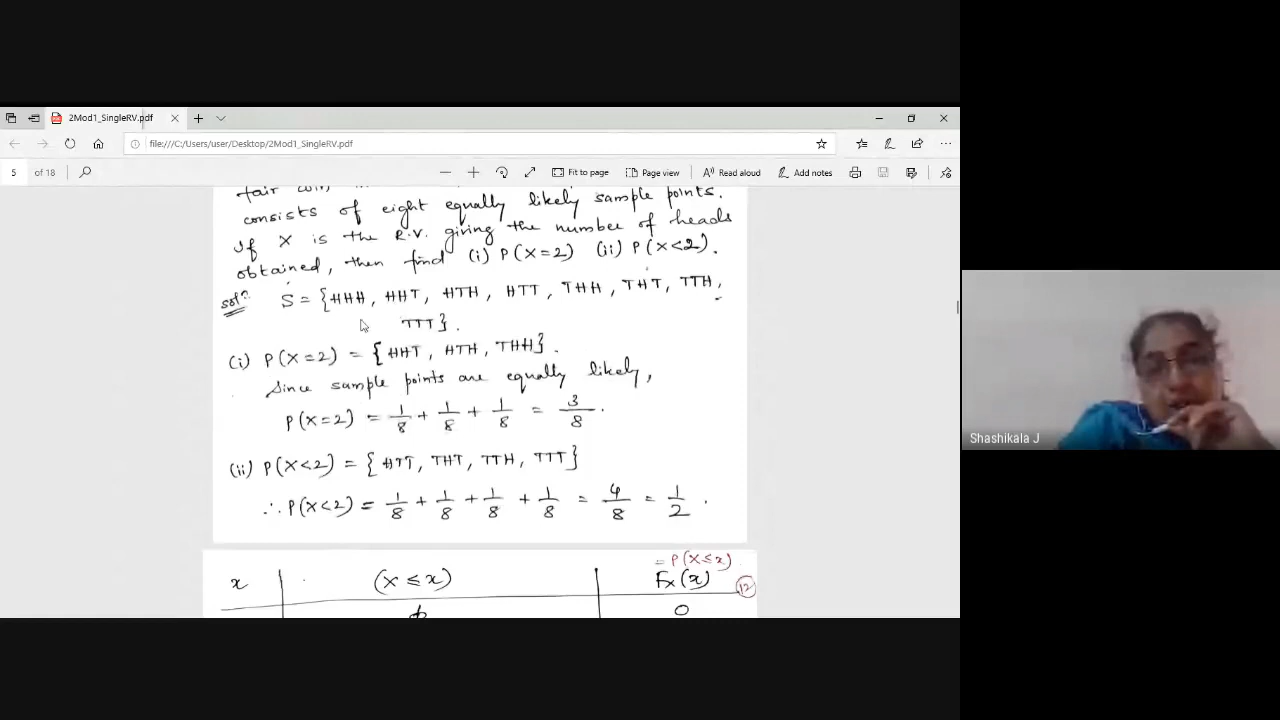 2Mod1_SingleRV.pdf
file:///C:/Users/user/Desktop/2Mod1_SingleRV.pdf
5 of 18 Fit to page Page view Read aloud Add notes
fair coin
consists of eight equally likely sample points.
If X is the R.V. giving the number of heads
obtained, then find (i) P(X=2) (ii) P(X<2).
Sol? S = {HHH, HHT, HTH, HTT, THH, THT, TTH,
TTT}.
(i) P(X=2) = {HHT, HTH, THH}.
Since sample points are equally likely,
P(X=2) = 1/8 + 1/8 + 1/8 = 3/8.
(ii) P(X<2) = {HTT, THT, TTH, TTT}
∴ P(X<2) = 1/8 + 1/8 + 1/8 + 1/8 = 4/8 = 1/2.
= P(X≤x)
x (X≤x) Fx(x) 12
ϕ 0
Shashikala J